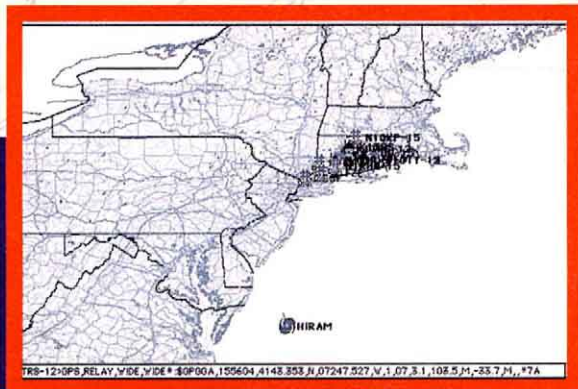 N1OXP-15
HIRAM
TRS-12>GPS,RELAY,WIDE,WIDE*:$GPGGA,155604,4143.353,N,07247.527,W,1,07,3.1,103.5,M,-33.7,M,,*7A